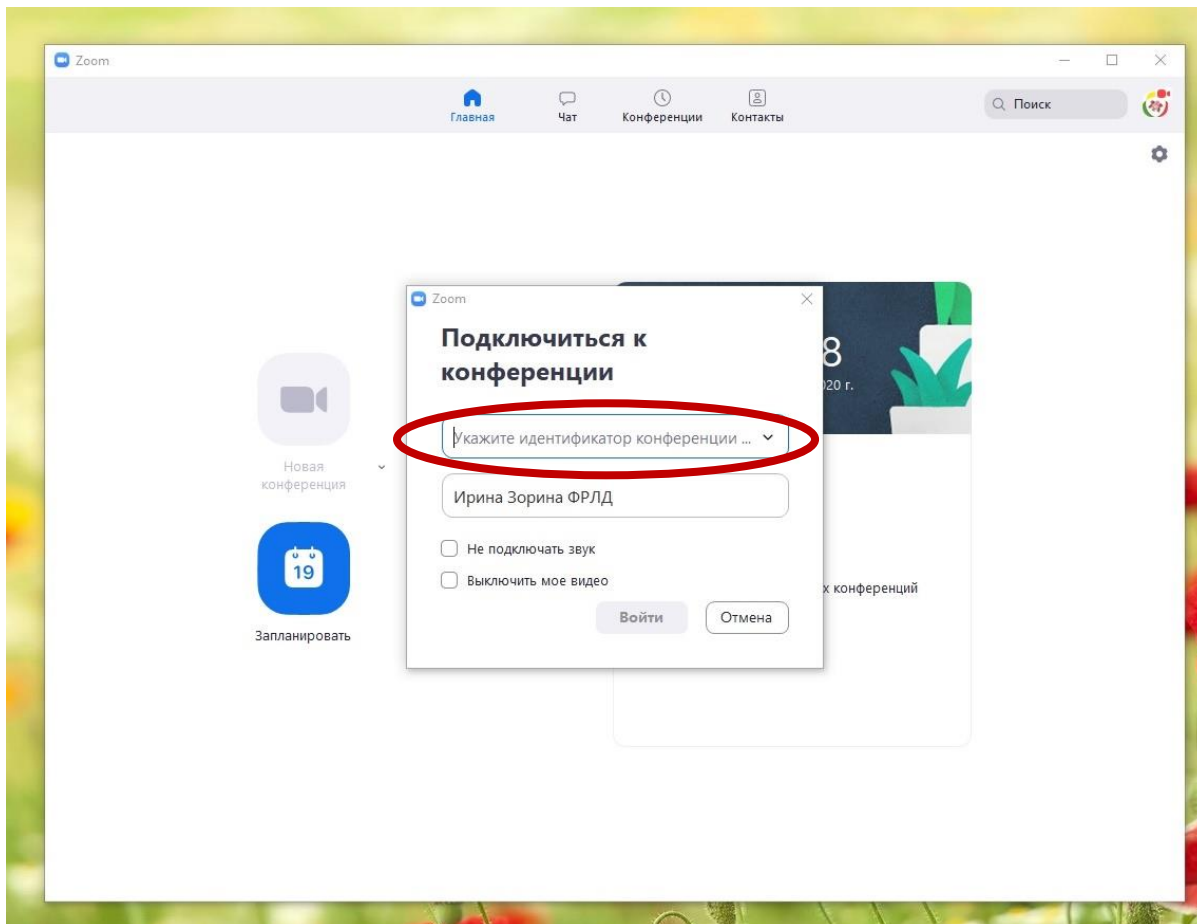 Zoom
Главная Чат Конференции Контакты
Поиск
Zoom
Подключиться к
конференции
8
020 г.
Укажите идентификатор конференции ...
Новая
конференция
Ирина Зорина ФРЛД
Не подключать звук
19
Выключить мое видео
х конференций
Войти Отмена
Запланировать